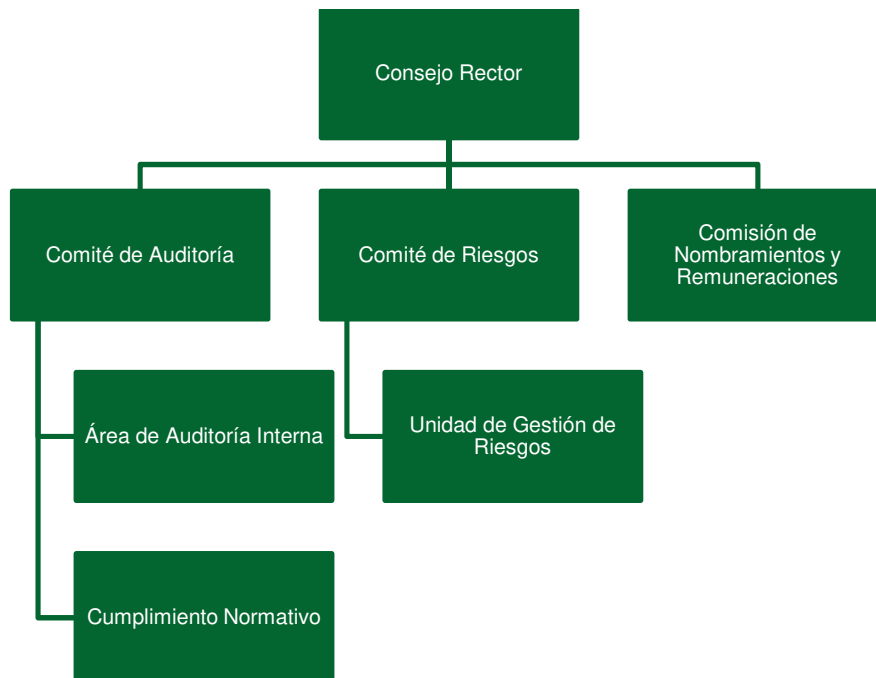 Consejo Rector
Comité de Auditoría
Comité de Riesgos
Comisión de
Nombramientos y
Remuneraciones
Área de Auditoría Interna
Unidad de Gestión de
Riesgos
Cumplimiento Normativo